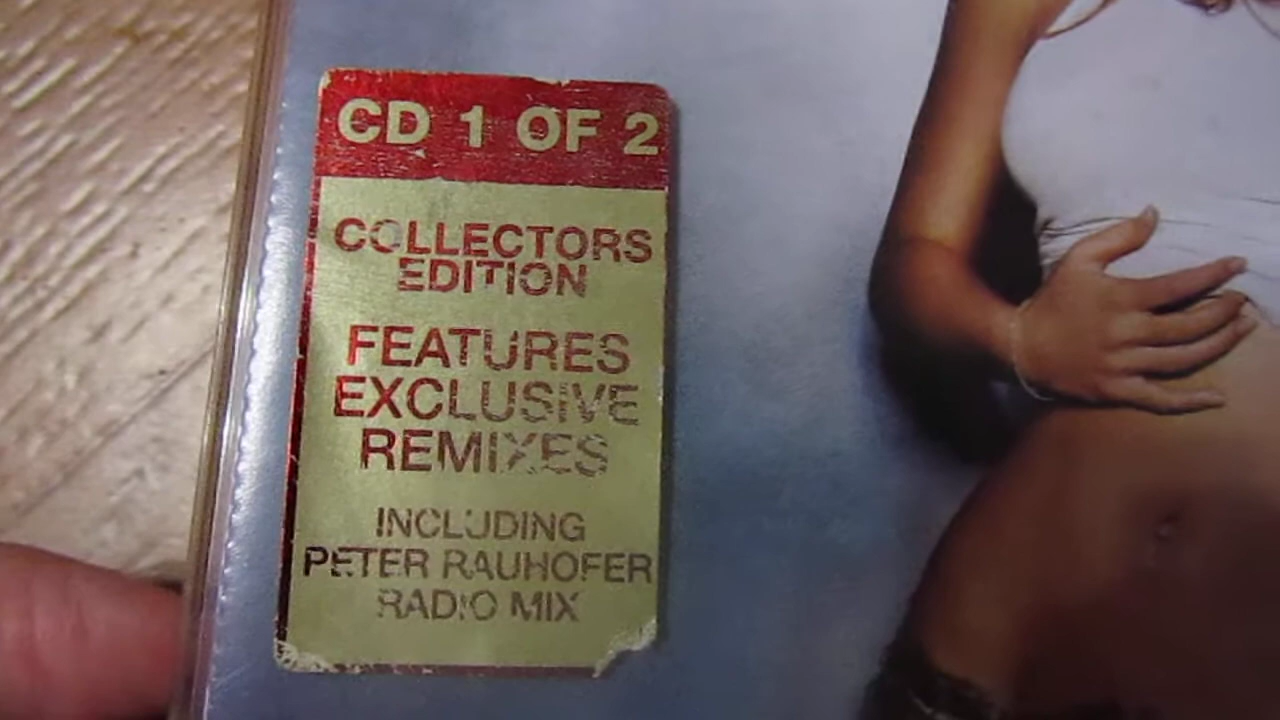 CD 1 OF 2
COLLECTORS
EDITION
FEATURES
EXCLUSIVE
REMIXES
INCLUDING
PETER RAUHOFER
RADIO MIX